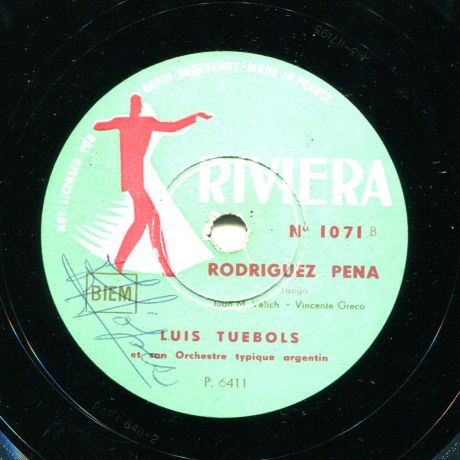 NOT LICENSED FOR RADIO BROADCAST - MADE IN FRANCE
RIVIERA
No 1071 B
RODRIGUEZ PENA
Tango
Juan M. Velich - Vincente Greco
BIEM
LUIS TUEBOLS
et son Orchestre typique argentin
P. 6411